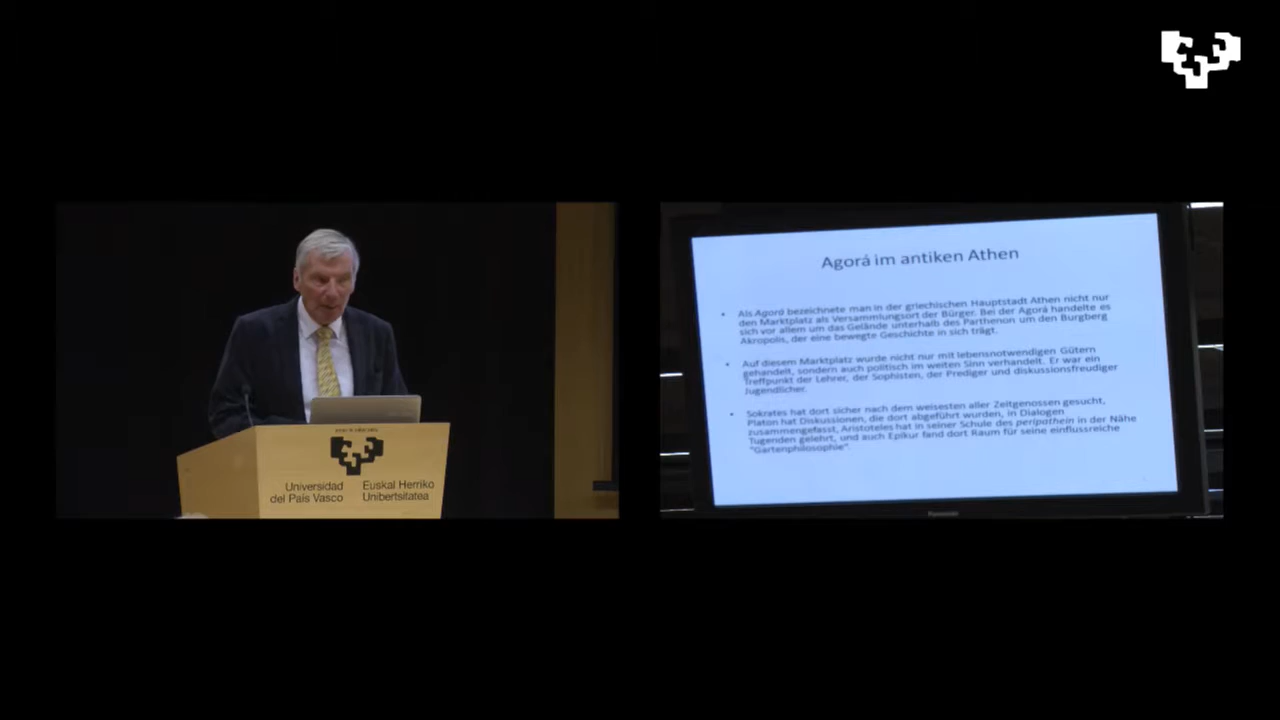 Universidad
del País Vasco
Euskal Herriko
Unibertsitatea
Agorá im antiken Athen
• Als Agorá bezeichnete man in der griechischen Hauptstadt Athen nicht nur
den Marktplatz als Versammlungsort der Bürger. Bei der Agorá handelte es
sich vor allem um das Gelände unterhalb des Parthenon um den Burgberg
Akropolis, der eine bewegte Geschichte in sich trägt.
• Auf diesem Marktplatz wurde nicht nur mit lebensnotwendigen Gütern
gehandelt, sondern auch politisch im weiten Sinn verhandelt. Er war ein
Treffpunkt der Lehrer, der Sophisten, der Prediger und diskussionsfreudiger
Jugendlicher.
• Sokrates hat dort sicher nach dem weisesten aller Zeitgenossen gesucht,
Platon hat Diskussionen, die dort abgeführt wurden, in Dialogen
zusammengefasst, Aristoteles hat in seiner Schule des peripathein in der Nähe
Tugenden gelehrt, und auch Epikur fand dort Raum für seine einflussreiche
"Gartenphilosophie".
Panasonic